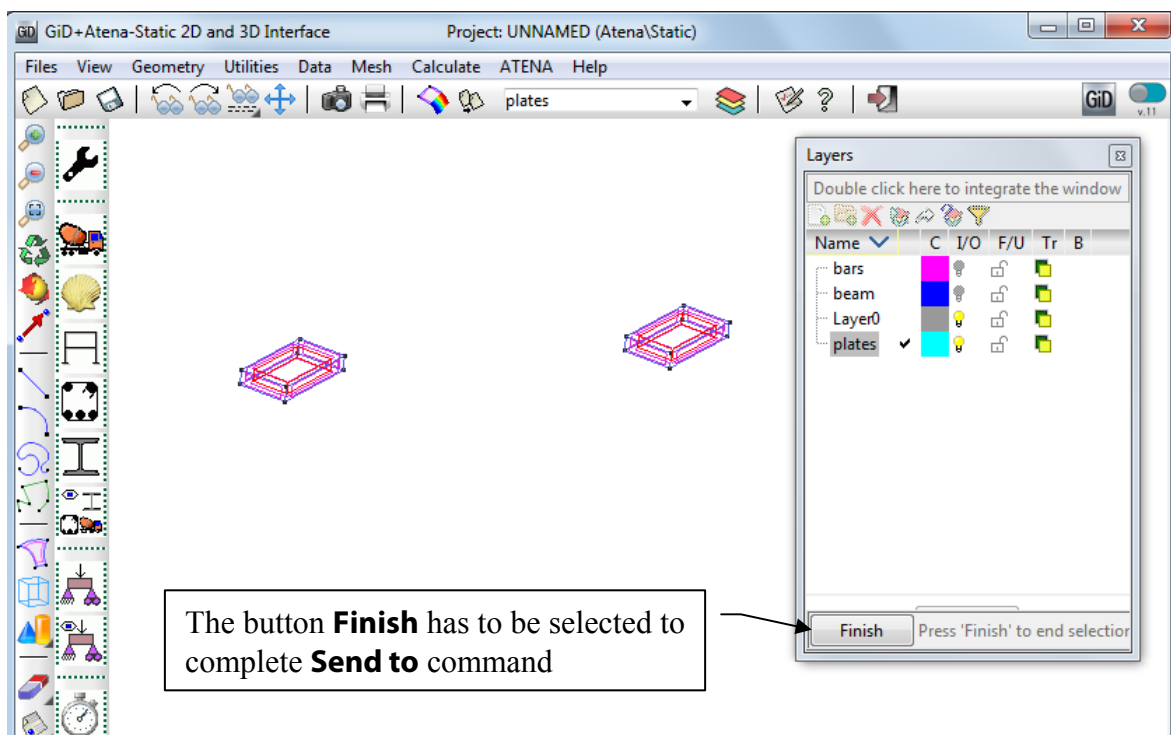 GiD GiD+Atena-Static 2D and 3D Interface Project: UNNAMED (Atena\Static)
Files View Geometry Utilities Data Mesh Calculate ATENA Help
plates GiD v.11
Layers
Double click here to integrate the window
Name C I/O F/U Tr B
bars
beam
Layer0
plates
The button Finish has to be selected to
complete Send to command
Finish Press 'Finish' to end selection